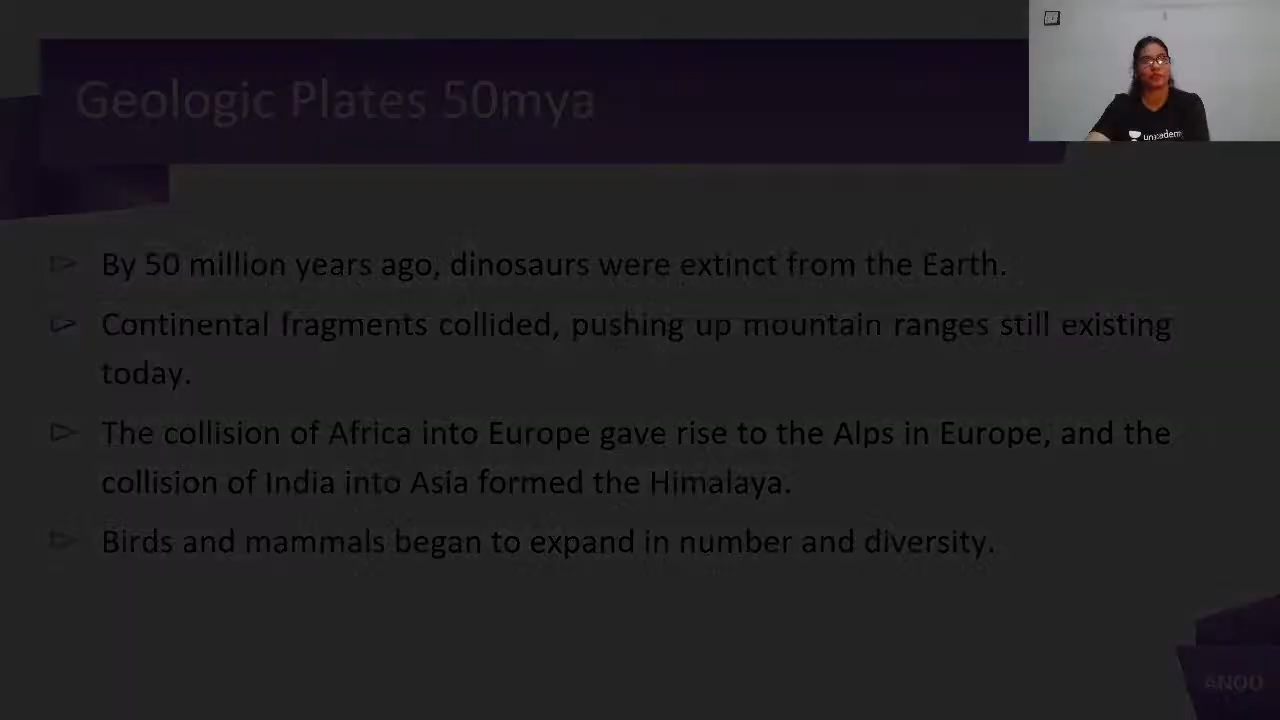 Geologic Plates 50mya
unacademy
By 50 million years ago, dinosaurs were extinct from the Earth.
Continental fragments collided, pushing up mountain ranges still existing
today.
The collision of Africa into Europe gave rise to the Alps in Europe, and the
collision of India into Asia formed the Himalaya.
Birds and mammals began to expand in number and diversity.